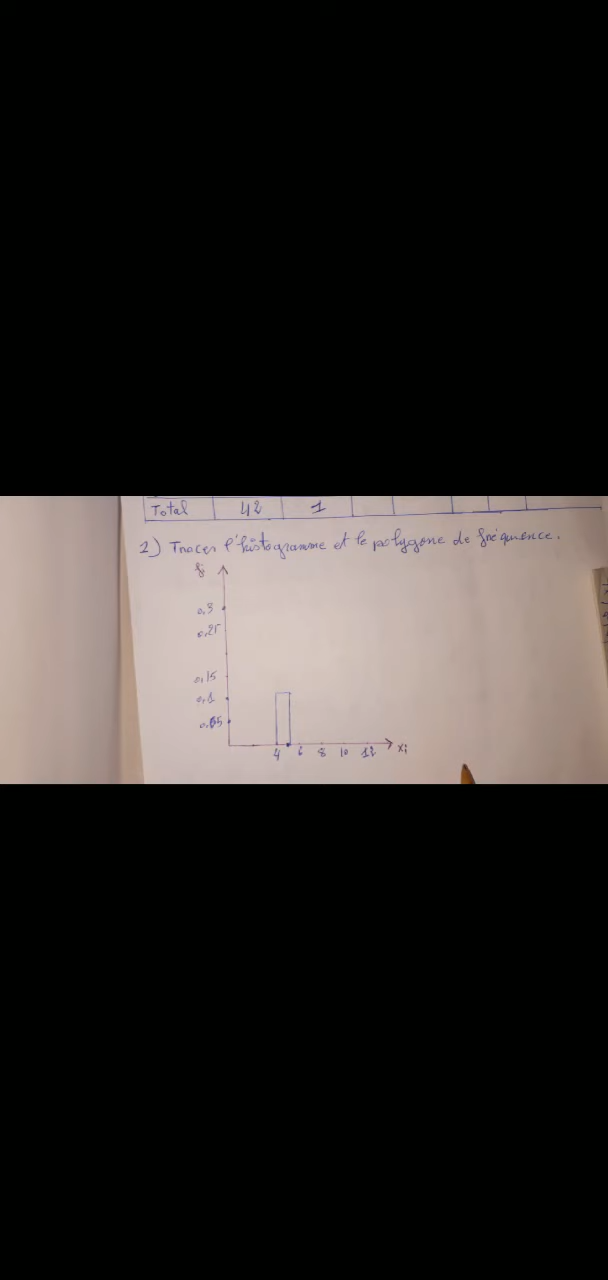 Total 42 1
2) Tracer l'histogramme et le polygone de fréquence.
fi
0,3
0,25
0,15
0,1
0,05
4 6 8 10 12 xi